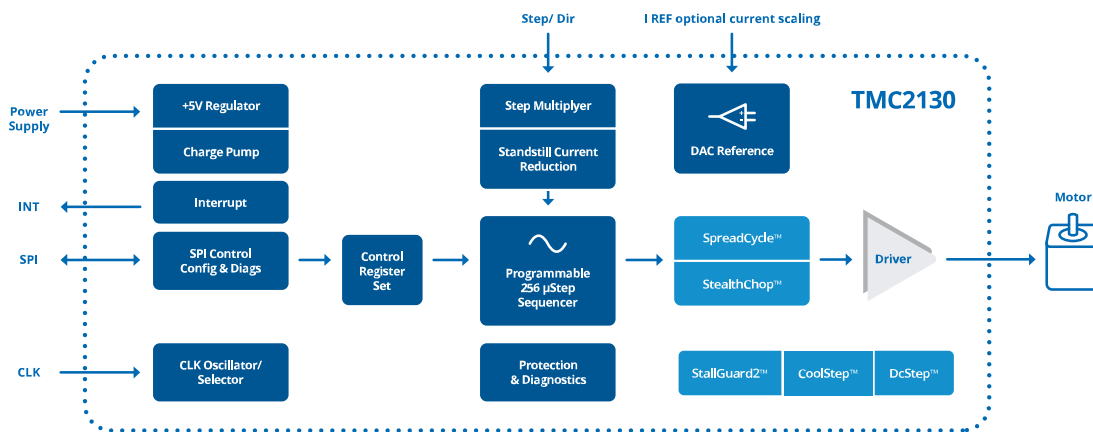 Step/ Dir
I REF optional current scaling
TMC2130
Power
Supply
+5V Regulator
Charge Pump
Step Multiplyer
Standstill Current
Reduction
DAC Reference
INT
Interrupt
SPI
SPI Control
Config & Diags
Control
Register
Set
Programmable
256 µStep
Sequencer
SpreadCycle™
StealthChop™
Driver
Motor
CLK
CLK Oscillator/
Selector
Protection
& Diagnostics
StallGuard2™
CoolStep™
DcStep™